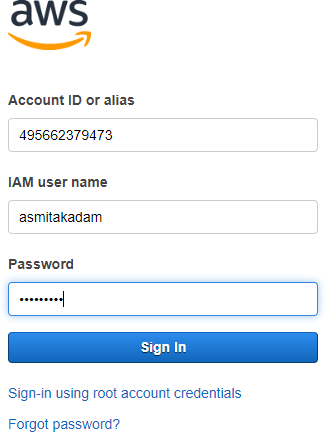 aws
Account ID or alias
495662379473
IAM user name
asmitakadam
Password
•••••••••
Sign In
Sign-in using root account credentials
Forgot password?